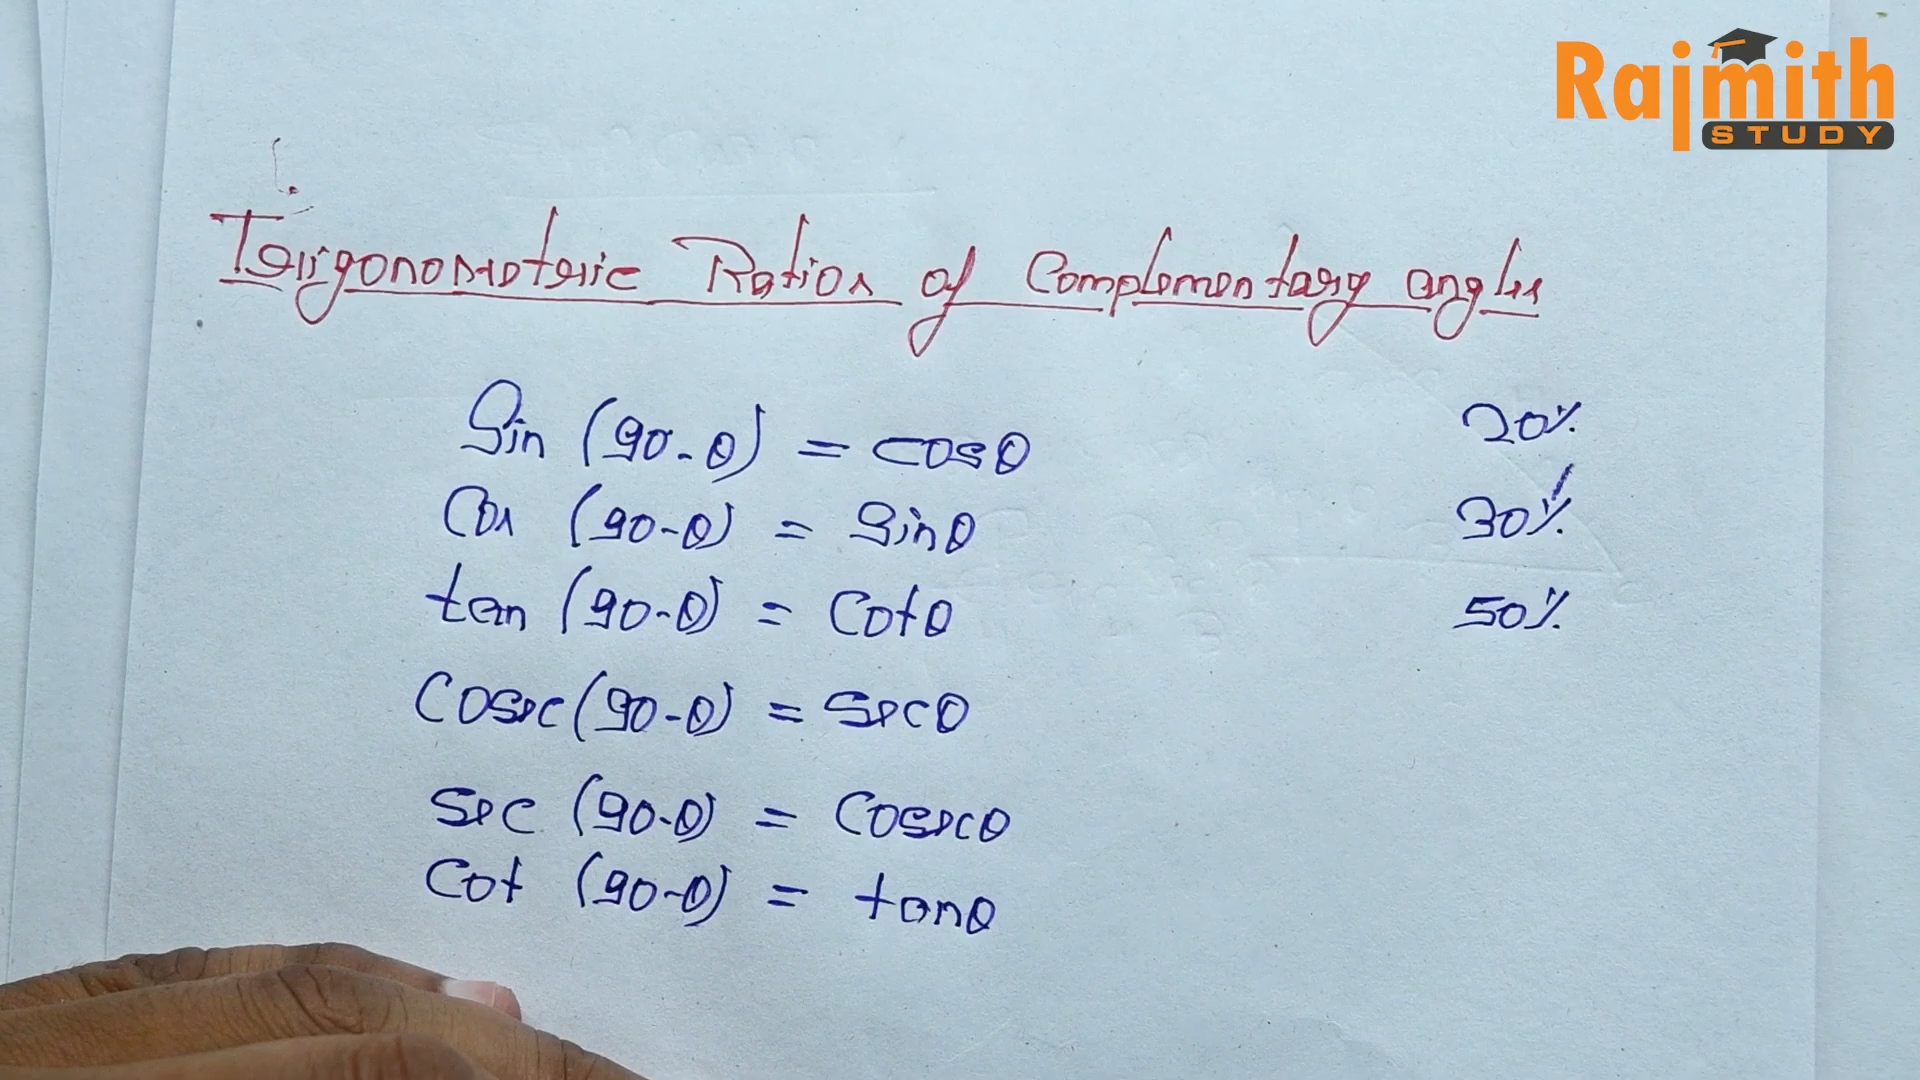 Rajmith
STUDY
Trigonometric Ratios of Complementary angles
Sin (90-θ) = cosθ
20%
Cos (90-θ) = Sinθ
30%
tan (90-θ) = Cotθ
50%
Cosec (90-θ) = secθ
sec (90-θ) = Cosecθ
Cot (90-θ) = tanθ